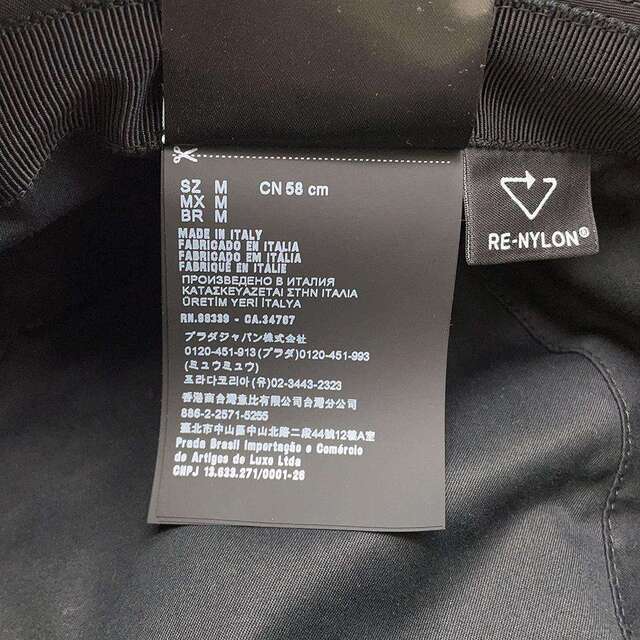 SZ M CN 58 cm
MX M
BR M
MADE IN ITALY
FABRICADO EN ITALIA
FABRICADO EM ITALIA
FABRIQUÉ EN ITALIE
ПРОИЗВЕДЕНО В ИТАЛИЯ
ΚΑΤΑΣΚΕΥΑΖΕΤΑΙ ΣΤΗΝ ΙΤΑΛΙΑ
ÜRETİM YERİ İTALYA
RN.99339 - CA.34767
プラダジャパン株式会社
0120-451-913(プラダ)0120-451-993
(ミュウミュウ)
프라다코리아(유)02-3443-2323
香港商台灣查比有限公司台灣分公司
886-2-2571-5255
臺北市中山區中山北路二段44號12樓A室
Prada Brasil Importação e Comércio
de Artigos de Luxo Ltda
CNPJ 13.633.271/0001-26
RE-NYLON®